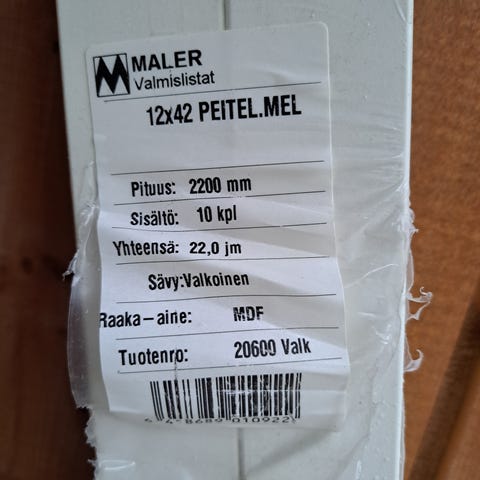 MALER
Valmislistat
12x42 PEITEL.MEL
Pituus: 2200 mm
Sisältö: 10 kpl
Yhteensä: 22,0 jm
Sävy:Valkoinen
Raaka-aine: MDF
Tuotenro: 20600 Valk